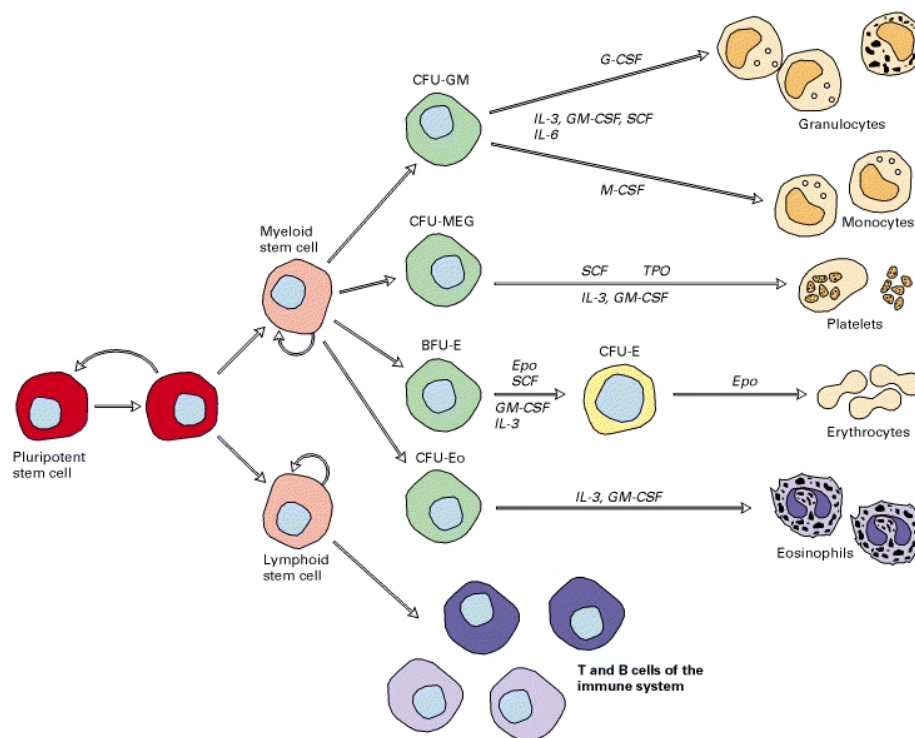 CFU-GM
G-CSF
IL-3, GM-CSF, SCF
IL-6
M-CSF
Granulocytes
Monocytes
Myeloid
stem cell
CFU-MEG
SCF TPO
IL-3, GM-CSF
Platelets
BFU-E
Epo
SCF
GM-CSF
IL-3
CFU-E
Epo
Erythrocytes
Pluripotent
stem cell
CFU-Eo
IL-3, GM-CSF
Eosinophils
Lymphoid
stem cell
T and B cells of the
immune system